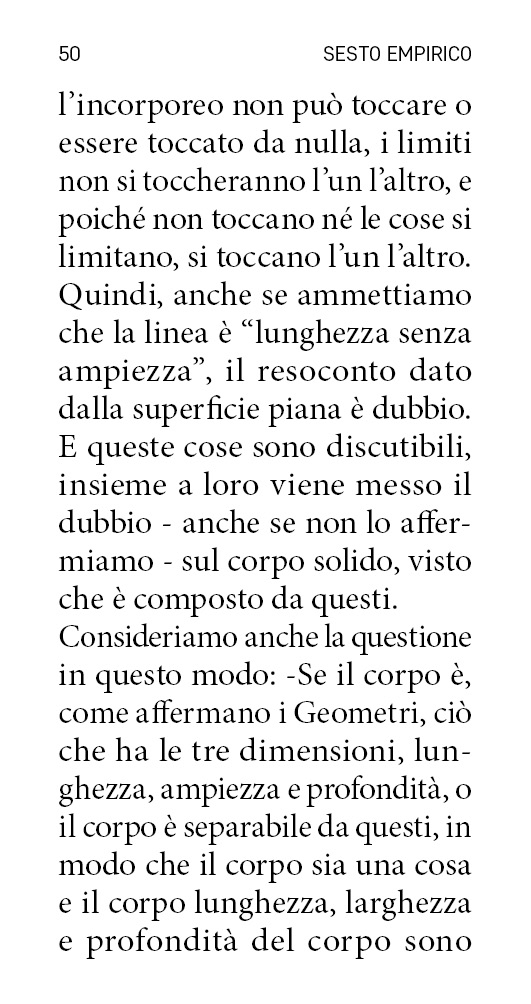 50 SESTO EMPIRICO
l’incorporeo non può toccare o
essere toccato da nulla, i limiti
non si toccheranno l’un l’altro, e
poiché non toccano né le cose si
limitano, si toccano l’un l’altro.
Quindi, anche se ammettiamo
che la linea è “lunghezza senza
ampiezza”, il resoconto dato
dalla superficie piana è dubbio.
E queste cose sono discutibili,
insieme a loro viene messo il
dubbio - anche se non lo affer-
miamo - sul corpo solido, visto
che è composto da questi.
Consideriamo anche la questione
in questo modo: -Se il corpo è,
come affermano i Geometri, ciò
che ha le tre dimensioni, lun-
ghezza, ampiezza e profondità, o
il corpo è separabile da questi, in
modo che il corpo sia una cosa
e il corpo lunghezza, larghezza
e profondità del corpo sono